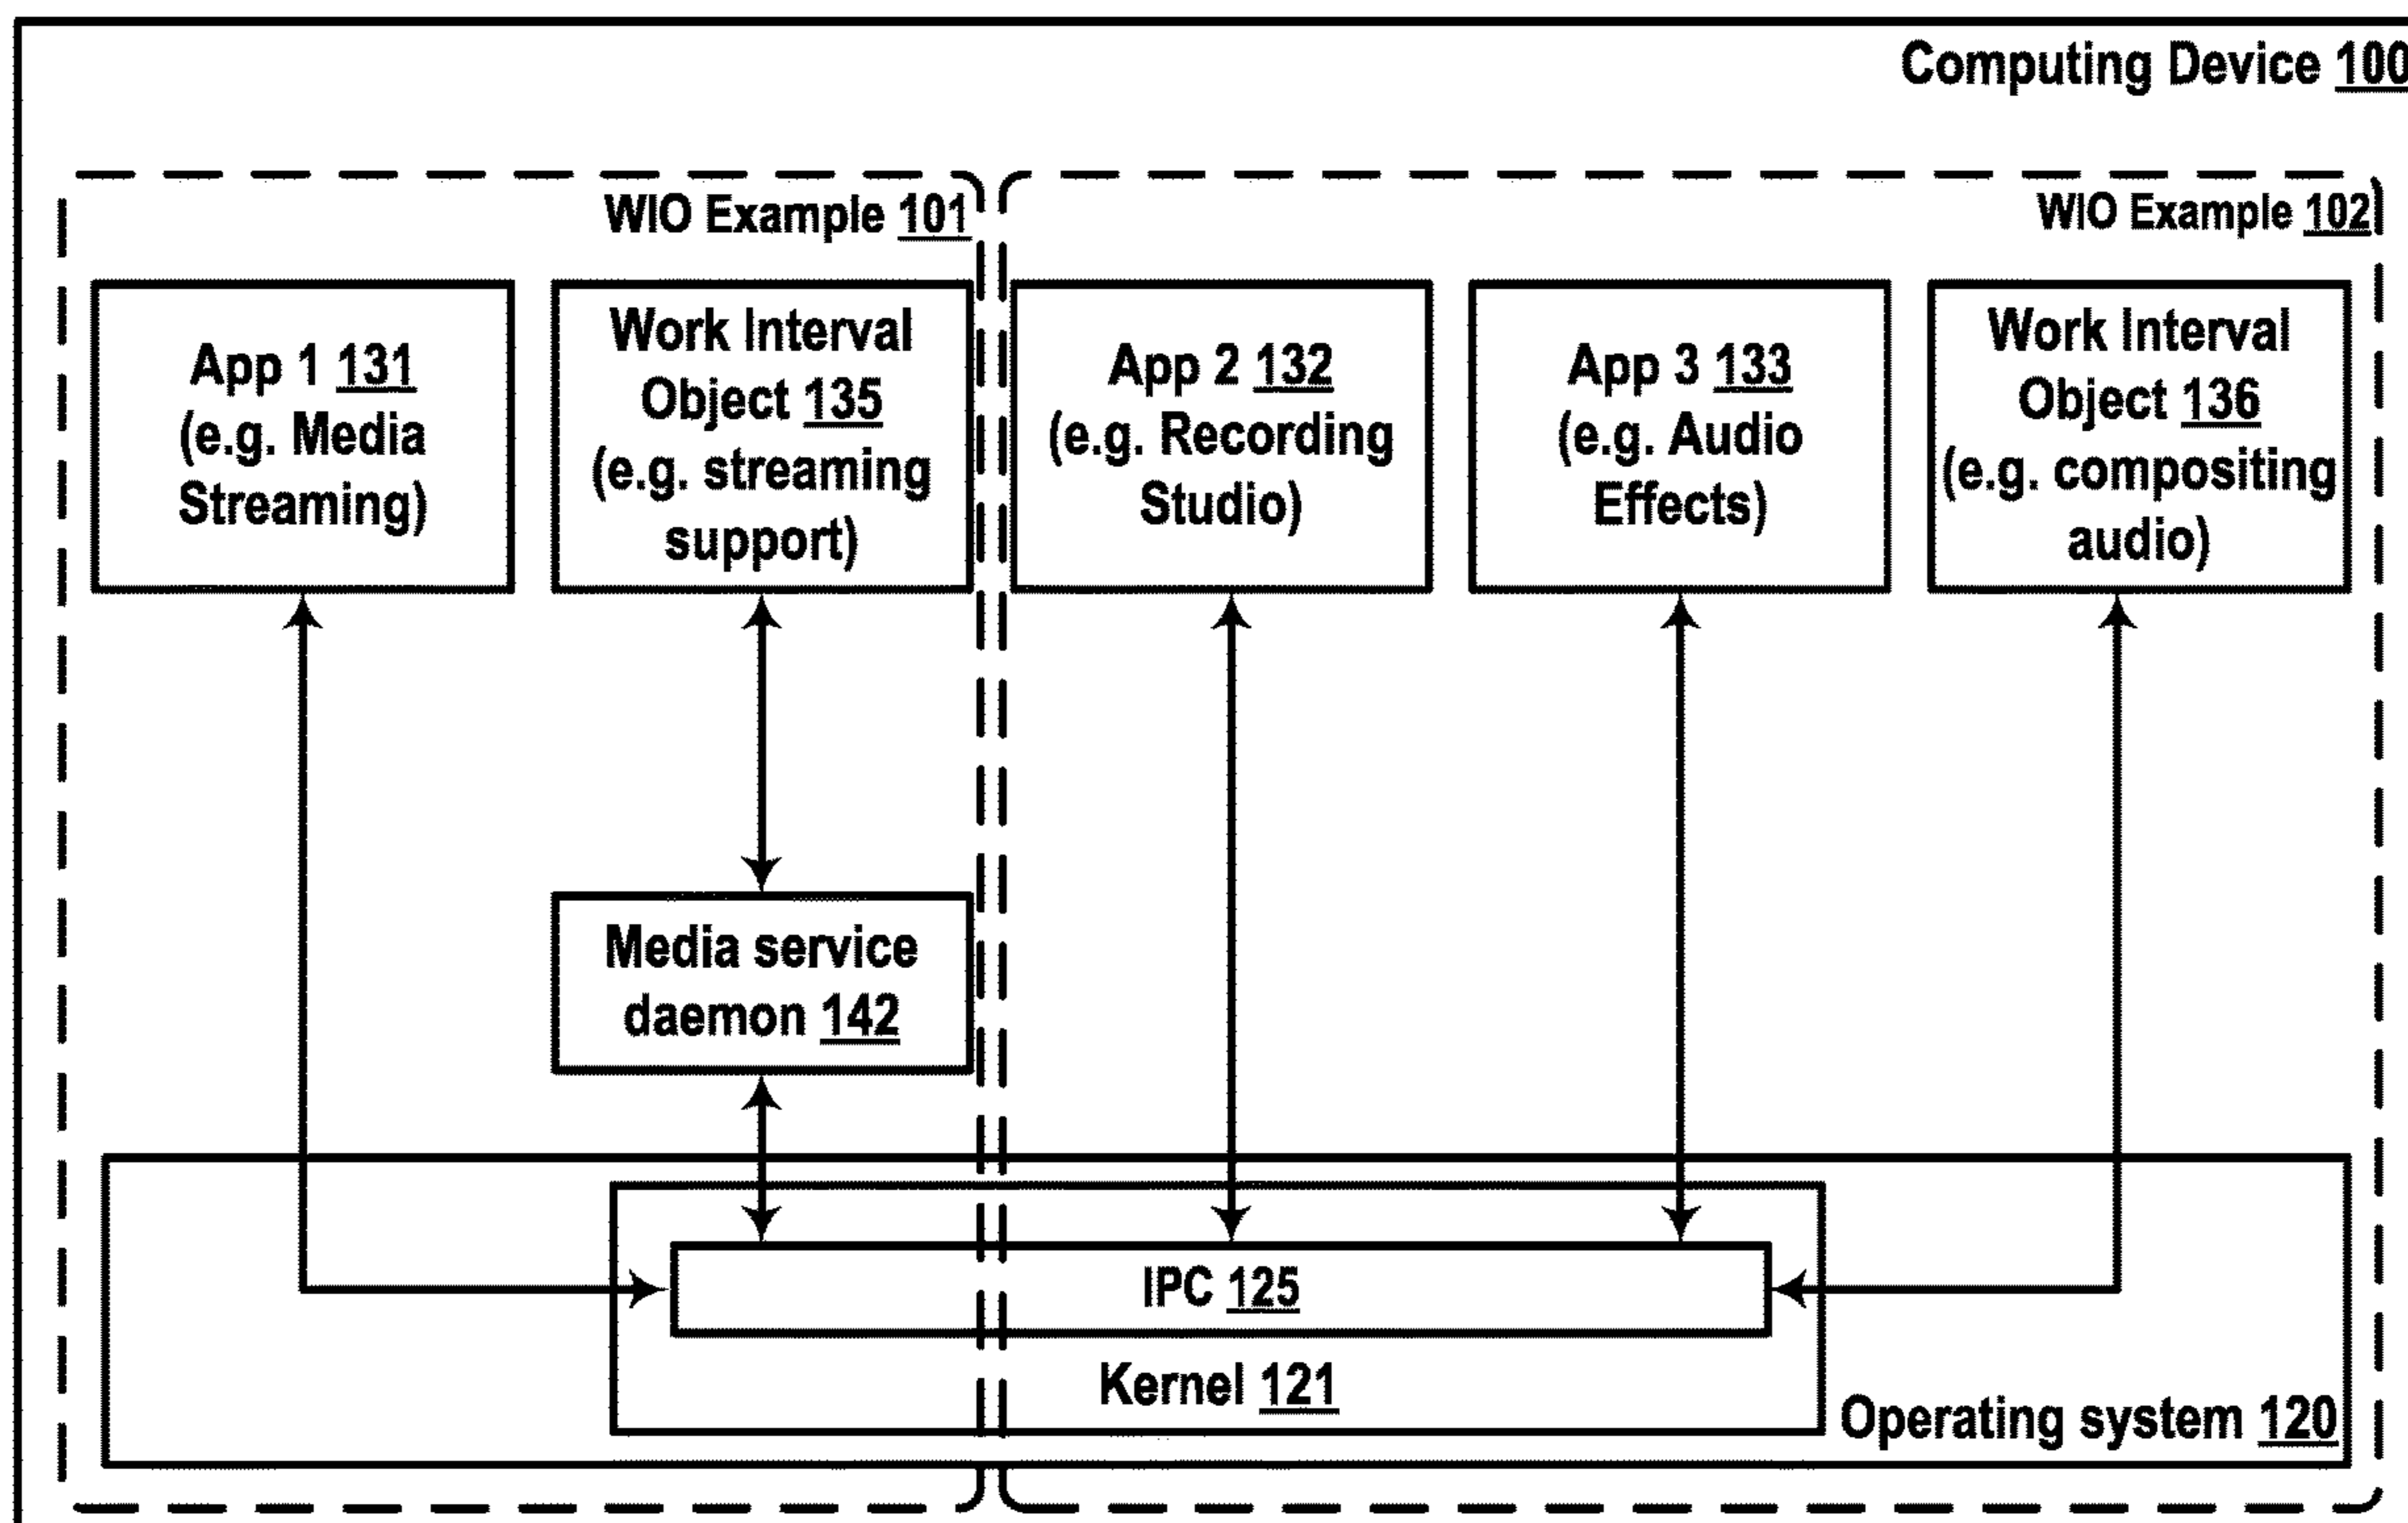 Computing Device 100
WIO Example 101
WIO Example 102
App 1 131
(e.g. Media
Streaming)
Work Interval
Object 135
(e.g. streaming
support)
App 2 132
(e.g. Recording
Studio)
App 3 133
(e.g. Audio
Effects)
Work Interval
Object 136
(e.g. compositing
audio)
Media service
daemon 142
IPC 125
Kernel 121
Operating system 120